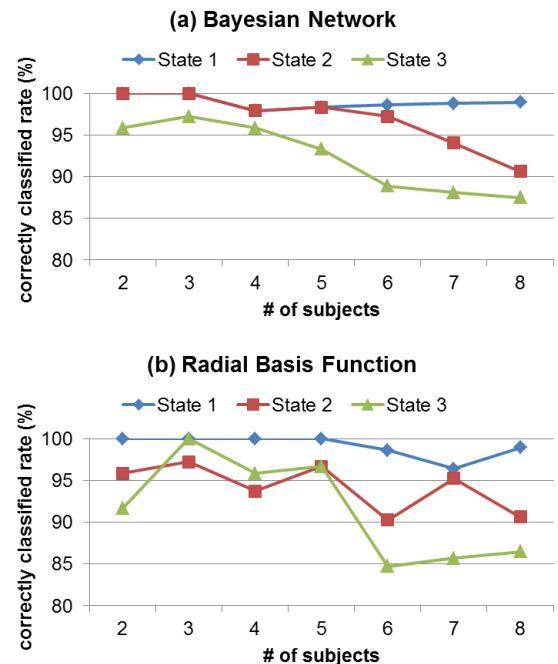 (a) Bayesian Network
State 1 State 2 State 3
correctly classified rate (%)
100
95
90
85
80
2 3 4 5 6 7 8
# of subjects
(b) Radial Basis Function
State 1 State 2 State 3
correctly classified rate (%)
100
95
90
85
80
2 3 4 5 6 7 8
# of subjects